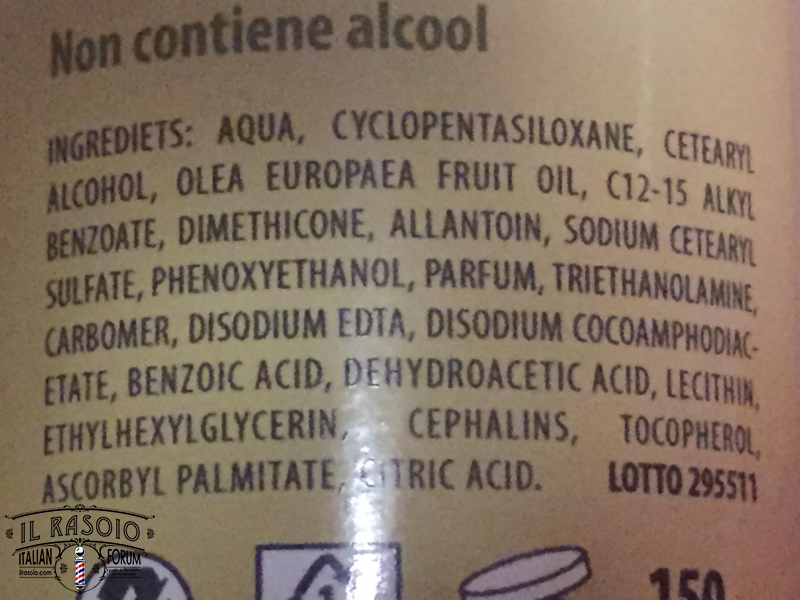 Non contiene alcool
INGREDIETS: AQUA, CYCLOPENTASILOXANE, CETEARYL
ALCOHOL, OLEA EUROPAEA FRUIT OIL, C12-15 ALKYL
BENZOATE, DIMETHICONE, ALLANTOIN, SODIUM CETEARYL
SULFATE, PHENOXYETHANOL, PARFUM, TRIETHANOLAMINE,
CARBOMER, DISODIUM EDTA, DISODIUM COCOAMPHODIAC-
ETATE, BENZOIC ACID, DEHYDROACETIC ACID, LECITHIN,
ETHYLHEXYLGLYCERIN, CEPHALINS, TOCOPHEROL,
ASCORBYL PALMITATE, CITRIC ACID. LOTTO 295511
IL RASOIO
ITALIAN FORUM
ilrasoio.com
150